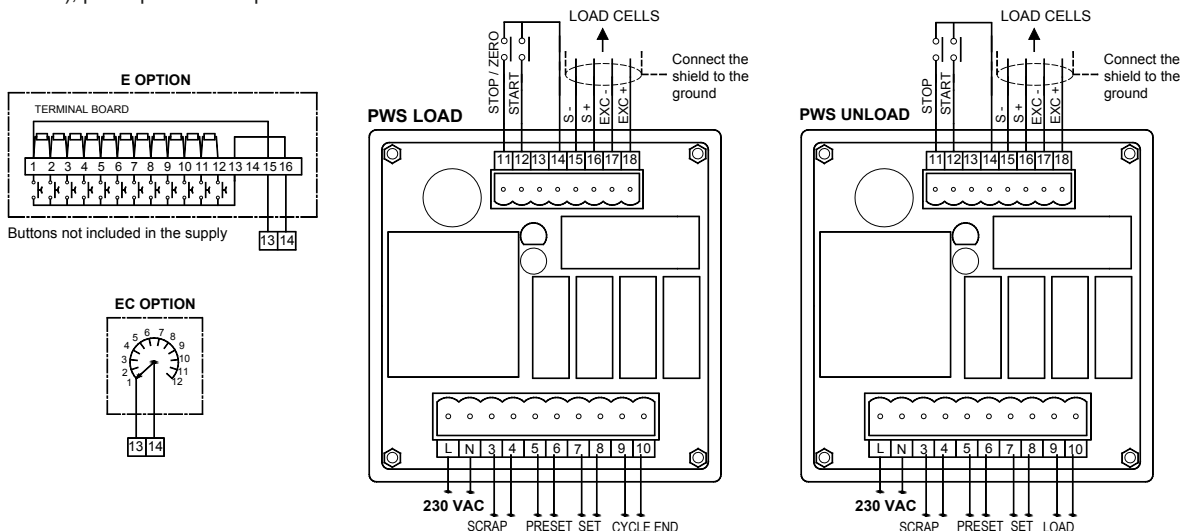 E OPTION
TERMINAL BOARD
1 2 3 4 5 6 7 8 9 10 11 12 13 14 15 16
Buttons not included in the supply
13 14
EC OPTION
1 2 3 4 5 6 7 8 9 10 11 12
13 14
LOAD CELLS
Connect the
shield to the
ground
STOP / ZERO
START
S -
S +
EXC -
EXC +
PWS LOAD
11 12 13 14 15 16 17 18
L N 3 4 5 6 7 8 9 10
230 VAC
SCRAP PRESET SET CYCLE END
LOAD CELLS
Connect the
shield to the
ground
STOP
START
S -
S +
EXC -
EXC +
PWS UNLOAD
11 12 13 14 15 16 17 18
L N 3 4 5 6 7 8 9 10
230 VAC
SCRAP PRESET SET LOAD